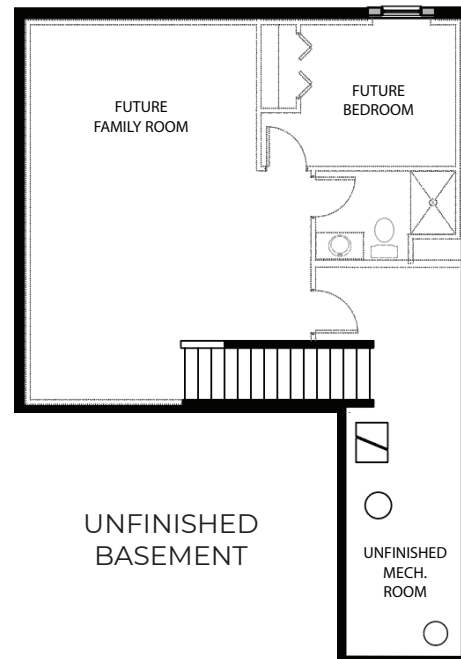 FUTURE
FAMILY ROOM
FUTURE
BEDROOM
UNFINISHED
BASEMENT
UNFINISHED
MECH.
ROOM